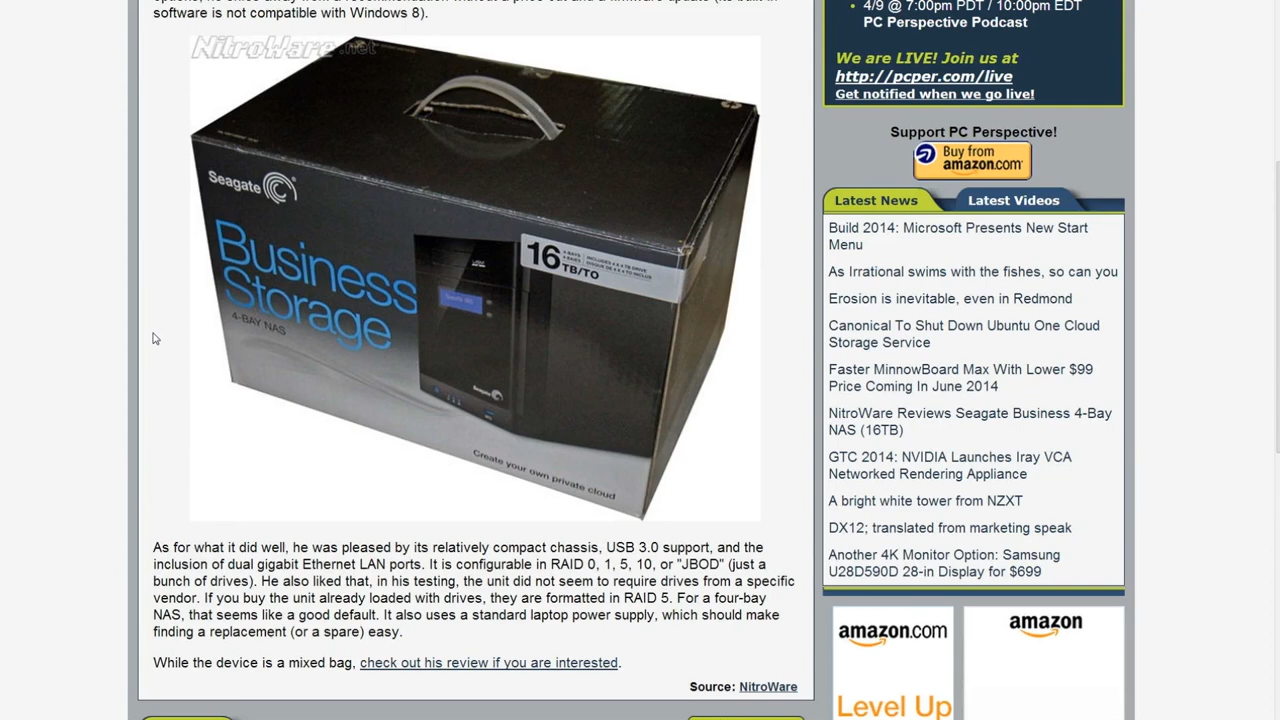 software is not compatible with Windows 8).
NitroWare.net
Seagate
Business
Storage
4-BAY NAS
16
TB/TO
Seagate
Create your own private cloud
As for what it did well, he was pleased by its relatively compact chassis, USB 3.0 support, and the
inclusion of dual gigabit Ethernet LAN ports. It is configurable in RAID 0, 1, 5, 10, or "JBOD" (just a
bunch of drives). He also liked that, in his testing, the unit did not seem to require drives from a specific
vendor. If you buy the unit already loaded with drives, they are formatted in RAID 5. For a four-bay
NAS, that seems like a good default. It also uses a standard laptop power supply, which should make
finding a replacement (or a spare) easy.
While the device is a mixed bag, check out his review if you are interested.
Source: NitroWare
4/9 @ 7:00pm PDT / 10:00pm EDT
PC Perspective Podcast
We are LIVE! Join us at
http://pcper.com/live
Get notified when we go live!
Support PC Perspective!
Buy from
amazon.com
Latest News
Latest Videos
Build 2014: Microsoft Presents New Start
Menu
As Irrational swims with the fishes, so can you
Erosion is inevitable, even in Redmond
Canonical To Shut Down Ubuntu One Cloud
Storage Service
Faster MinnowBoard Max With Lower $99
Price Coming In June 2014
NitroWare Reviews Seagate Business 4-Bay
NAS (16TB)
GTC 2014: NVIDIA Launches Iray VCA
Networked Rendering Appliance
A bright white tower from NZXT
DX12; translated from marketing speak
Another 4K Monitor Option: Samsung
U28D590D 28-in Display for $699
amazon.com
Level Up
amazon